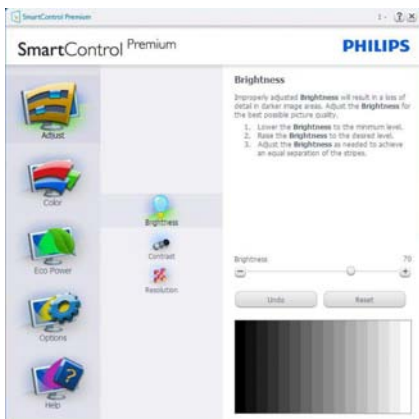 SmartControl Premium
SmartControl Premium
PHILIPS
Adjust
Color
Eco Power
Options
Help
Brightness
Contrast
Resolution
Brightness
Improperly adjusted Brightness will result in a loss of
detail in darker image areas. Adjust the Brightness for
the best possible picture quality.
1. Lower the Brightness to the minimum level.
2. Raise the Brightness to the desired level.
3. Adjust the Brightness as needed to achieve
an equal separation of the stripes.
Brightness 70
Undo Reset